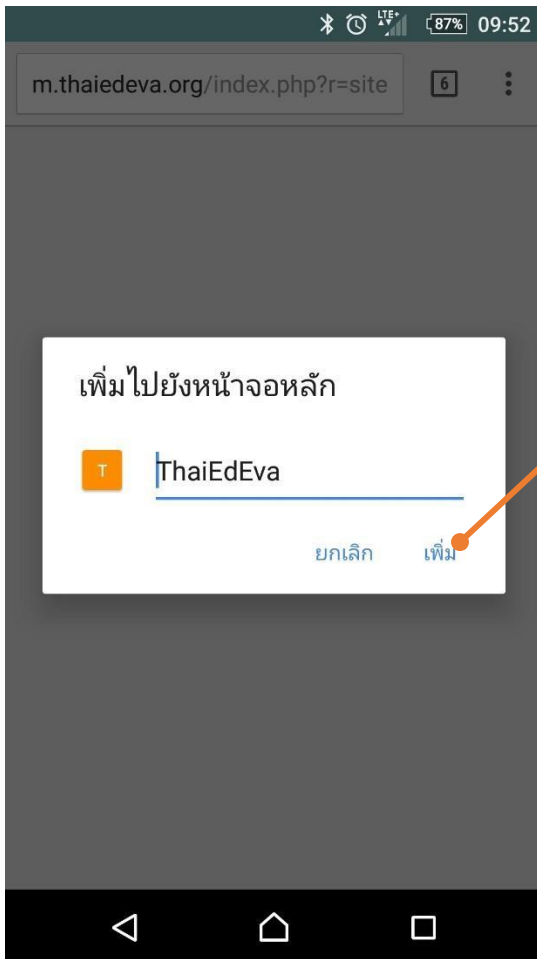 LTE+ 87% 09:52
m.thaiedeva.org/index.php?r=site 6
เพิ่มไปยังหน้าจอหลัก
T ThaiEdEva
ยกเลิก เพิ่ม